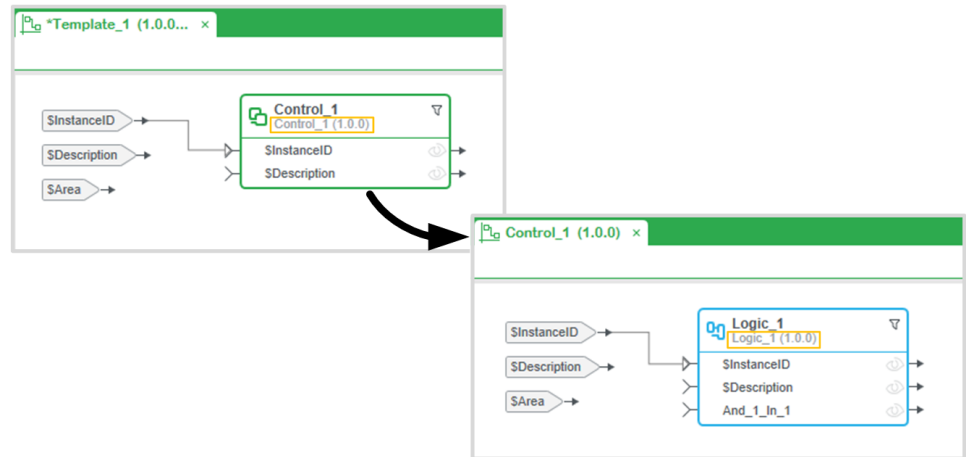 *Template_1 (1.0.0... ×
Control_1
Control_1 (1.0.0)
$InstanceID
$Description
$Area
$InstanceID
$Description
Control_1 (1.0.0) ×
Logic_1
Logic_1 (1.0.0)
$InstanceID
$Description
$Area
$InstanceID
$Description
And_1_In_1